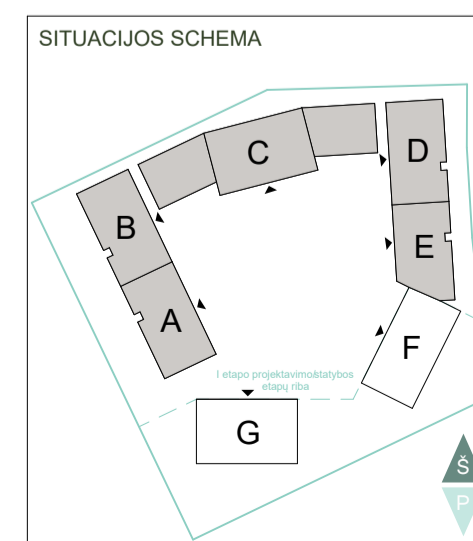 SITUACIJOS SCHEMA
C
D
B
E
A
F
I etapo projektavimo/statybos
etapų riba
G
Š
P